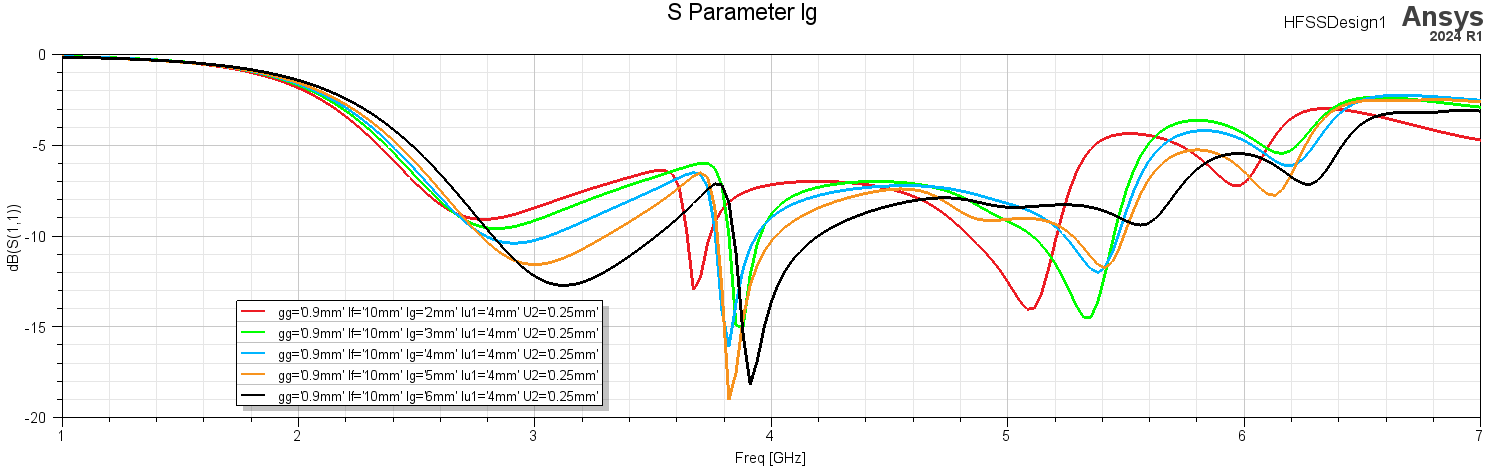 S Parameter lg
HFSSDesign1
Ansys
2024 R1
0
-5
-10
-15
-20
dB(S(1,1))
gg='0.9mm' lf='10mm' lg='2mm' lu1='4mm' U2='0.25mm'
gg='0.9mm' lf='10mm' lg='3mm' lu1='4mm' U2='0.25mm'
gg='0.9mm' lf='10mm' lg='4mm' lu1='4mm' U2='0.25mm'
gg='0.9mm' lf='10mm' lg='5mm' lu1='4mm' U2='0.25mm'
gg='0.9mm' lf='10mm' lg='6mm' lu1='4mm' U2='0.25mm'
1 2 3 4 5 6 7
Freq [GHz]